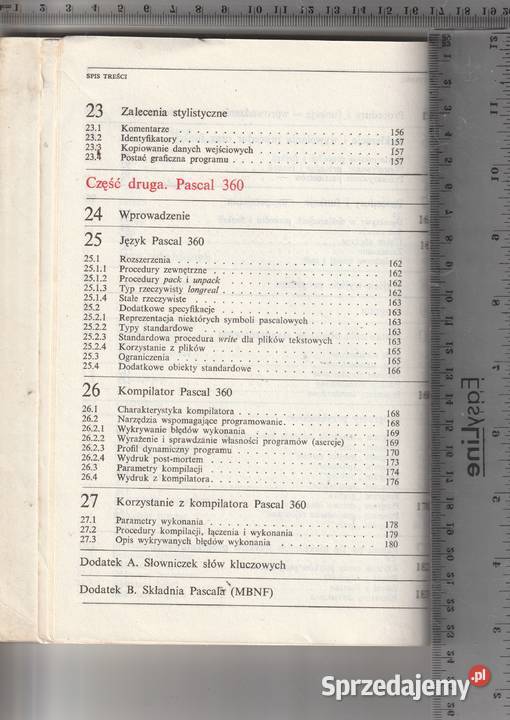 SPIS TREŚCI
23 Zalecenia stylistyczne
23.1 Komentarze 156
23.2 Identyfikatory 157
23.3 Kopiowanie danych wejściowych 157
23.4 Postać graficzna programu 157
Część druga. Pascal 360
24 Wprowadzenie
25 Język Pascal 360
25.1 Rozszerzenia 162
25.1.1 Procedury zewnętrzne 162
25.1.2 Procedury pack i unpack 162
25.1.3 Typ rzeczywisty longreal 162
25.1.4 Stałe rzeczywiste 163
25.2 Dodatkowe specyfikacje 163
25.2.1 Reprezentacja niektórych symboli pascalowych 163
25.2.2 Typy standardowe 163
25.2.3 Standardowa procedura write dla plików tekstowych 163
25.2.4 Korzystanie z plików 165
25.3 Ograniczenia 165
25.4 Dodatkowe obiekty standardowe 166
26 Kompilator Pascal 360
26.1 Charakterystyka kompilatora 168
26.2 Narzędzia wspomagające programowanie 168
26.2.1 Wykrywanie błędów wykonania 169
26.2.2 Wyrażenie i sprawdzanie własności programów (asercje) 169
26.2.3 Profil dynamiczny programu 170
26.2.4 Wydruk post-mortem 173
26.3 Parametry kompilacji 174
26.4 Wydruk z kompilatora 176
27 Korzystanie z kompilatora Pascal 360
27.1 Parametry wykonania 178
27.2 Procedury kompilacji, łączenia i wykonania 179
27.3 Opis wykrywanych błędów wykonania 180
Dodatek A. Słowniczek słów kluczowych
Dodatek B. Składnia Pascala (MBNF)
EasyLine
Sprzedajemy.pl